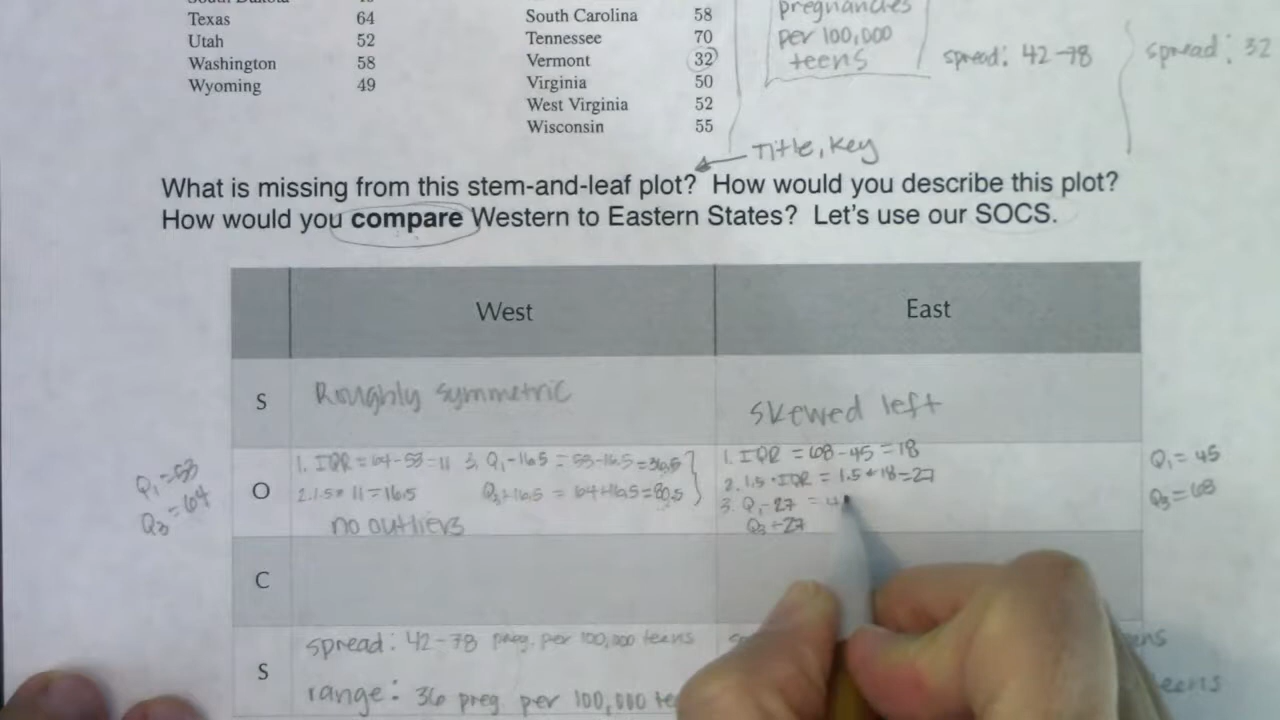 Texas 64
Utah 52
Washington 58
Wyoming 49
South Carolina 58
Tennessee 70
Vermont 32
Virginia 50
West Virginia 52
Wisconsin 55
pregnancies
per 100,000
teens
spread: 42-78
spread: 32
Title, Key
What is missing from this stem-and-leaf plot? How would you describe this plot?
How would you compare Western to Eastern States? Let's use our SOCS.
West
East
S
Roughly symmetric
skewed left
Q1=53
Q3=64
O
1. IQR = 64-53=11 3. Q1-16.5 = 53-16.5=36.5
2. 1.5* 11=16.5 Q3+16.5 = 64+16.5=80.5
no outliers
1. IQR = 68-45 = 18
2. 1.5·IQR = 1.5*18=27
3. Q1-27 = 4
Q3+27
Q1=45
Q3=63
C
S
spread: 42-78 preg. per 100,000 teens
range: 36 preg per 100,000 te
eens